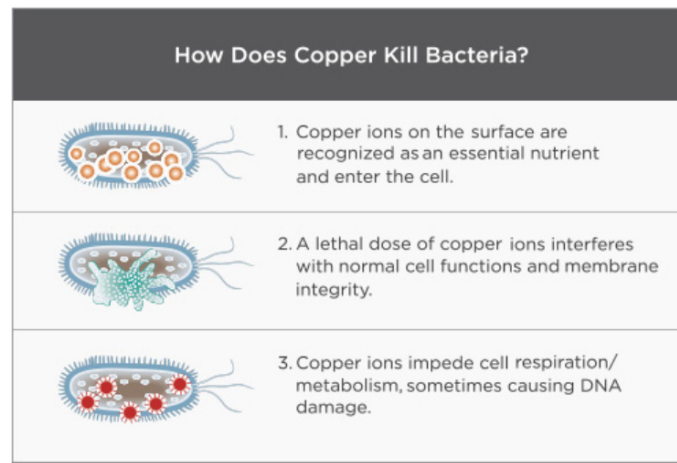 How Does Copper Kill Bacteria?
1. Copper ions on the surface are
recognized as an essential nutrient
and enter the cell.
2. A lethal dose of copper ions interferes
with normal cell functions and membrane
integrity.
3. Copper ions impede cell respiration/
metabolism, sometimes causing DNA
damage.